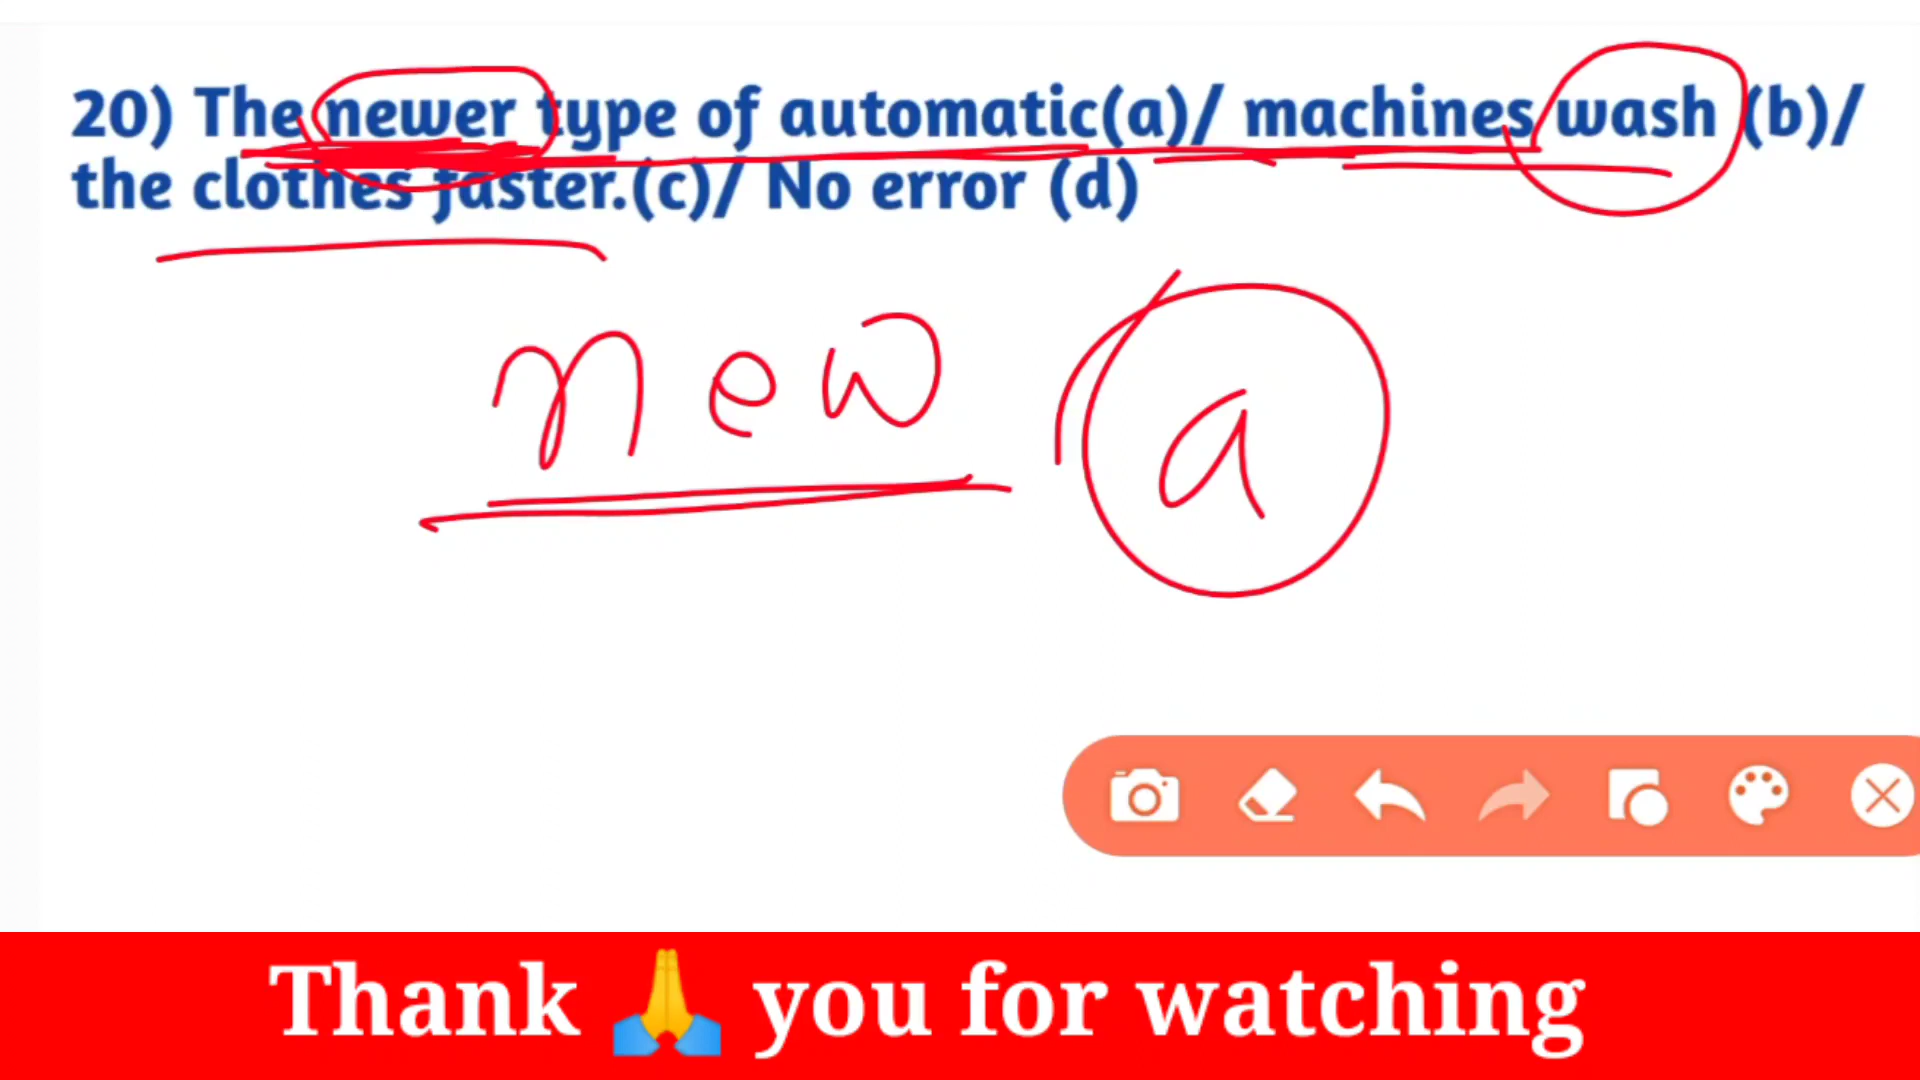 20) The newer type of automatic(a)/ machines wash (b)/
the clothes faster.(c)/ No error (d)
new a
Thank 🙏 you for watching